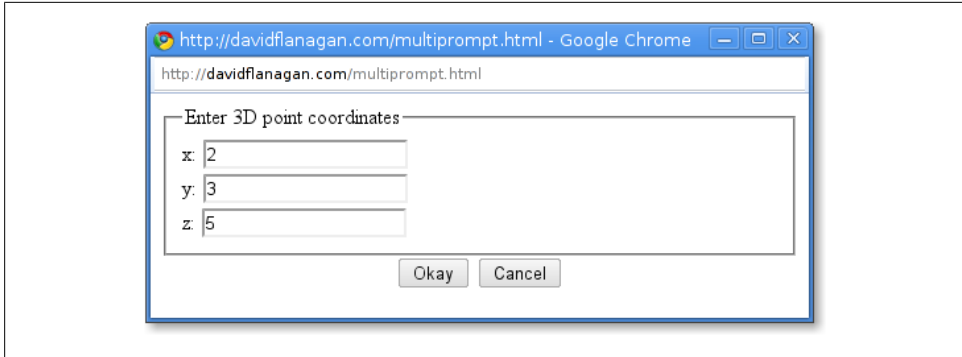 http://davidflanagan.com/multiprompt.html - Google Chrome
http://davidflanagan.com/multiprompt.html
Enter 3D point coordinates
x: 2
y: 3
z: 5
Okay Cancel